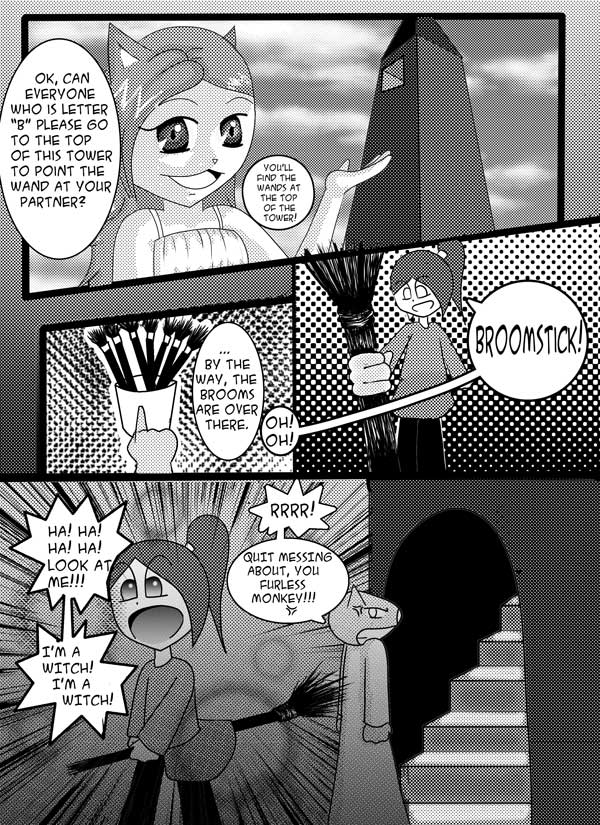 OK, CAN
EVERYONE
WHO IS LETTER
"B" PLEASE GO
TO THE TOP
OF THIS TOWER
TO POINT THE
WAND AT YOUR
PARTNER?
YOU'LL
FIND THE
WANDS AT
THE TOP
OF THE
TOWER!
...
BY THE
WAY, THE
BROOMS
ARE OVER
THERE.
OH!
OH!
BROOMSTICK!
HA! HA!
HA! HA!
LOOK AT
ME!!!
I'M A
WITCH!
I'M A
WITCH!
RRRR!
QUIT MESSING
ABOUT, YOU
FURLESS
MONKEY!!!